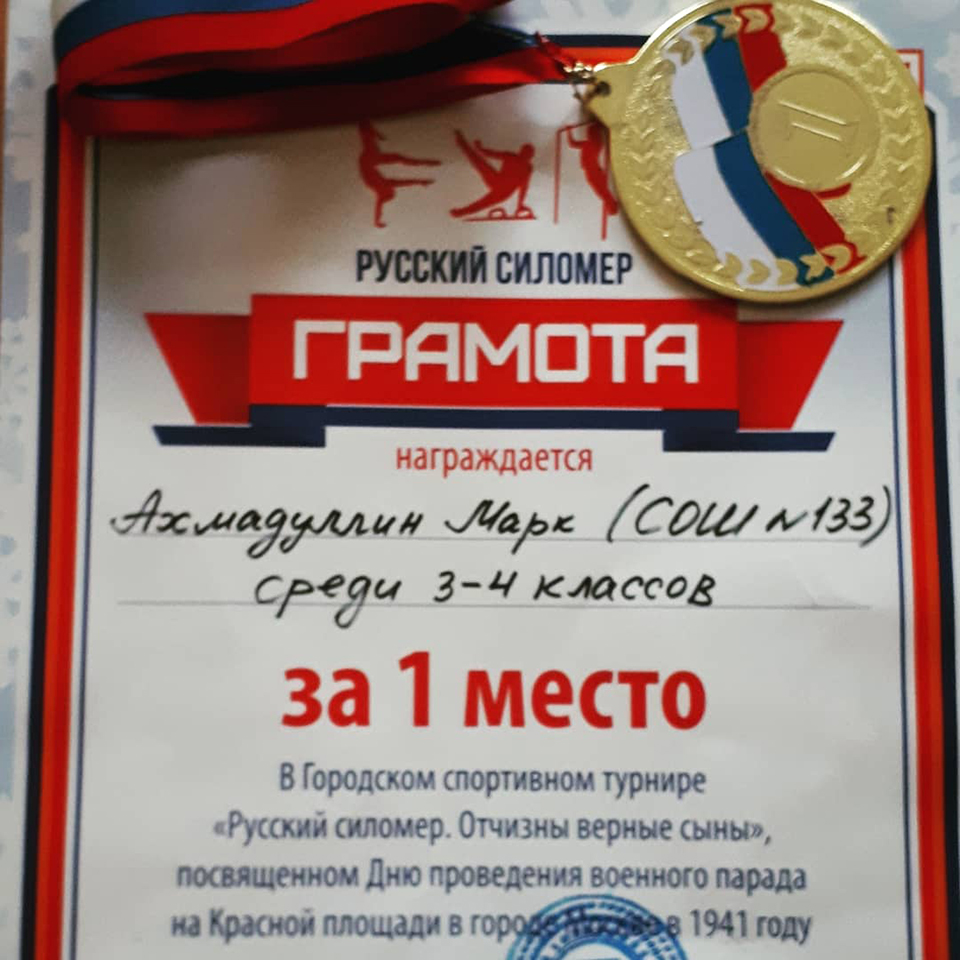 РУССКИЙ СИЛОМЕР
ГРАМОТА
награждается
Ахмадуллин Марк (СОШ №133)
среди 3-4 классов
за 1 место
В Городском спортивном турнире
«Русский силомер. Отчизны верные сыны»,
посвященном Дню проведения военного парада
на Красной площади в городе Москве в 1941 году
1